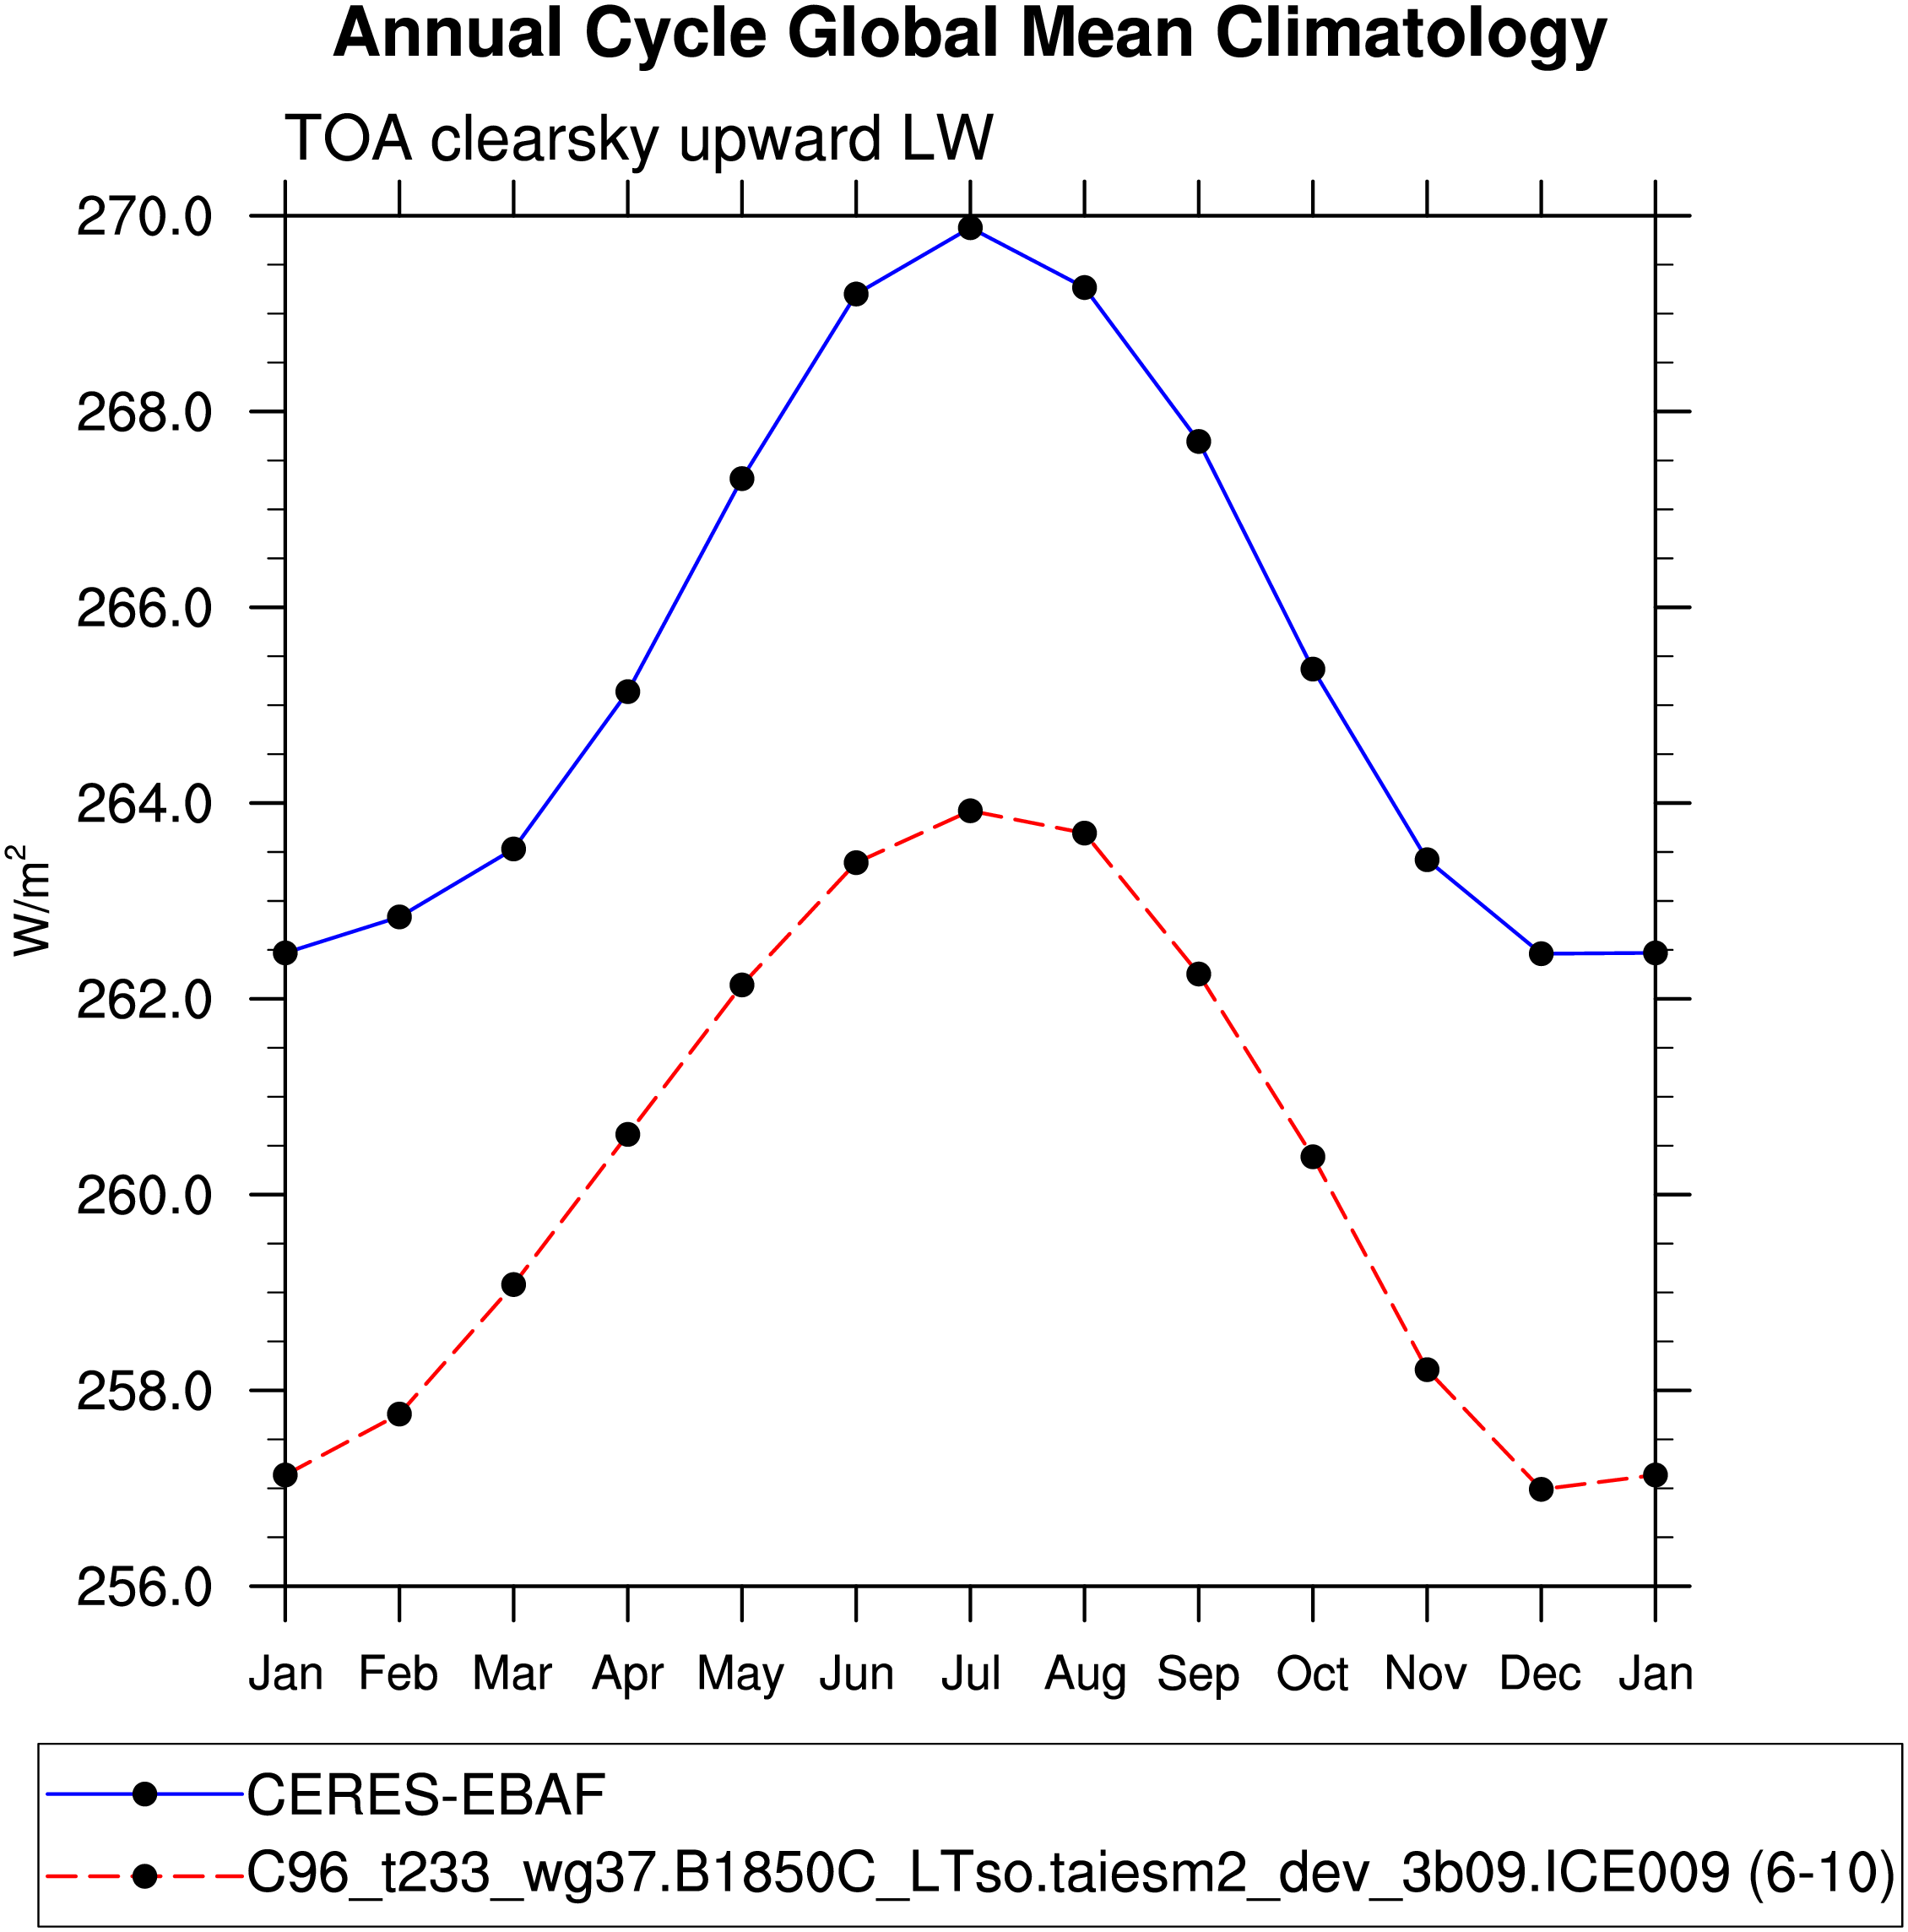 Annual Cycle Global Mean Climatology
TOA clearsky upward LW
270.0
268.0
266.0
264.0
262.0
260.0
258.0
256.0
W/m²
Jan Feb Mar Apr May Jun Jul Aug Sep Oct Nov Dec Jan
CERES-EBAF
C96_t233_wg37.B1850C_LTso.taiesm2_dev_3b09.ICE009 (6-10)